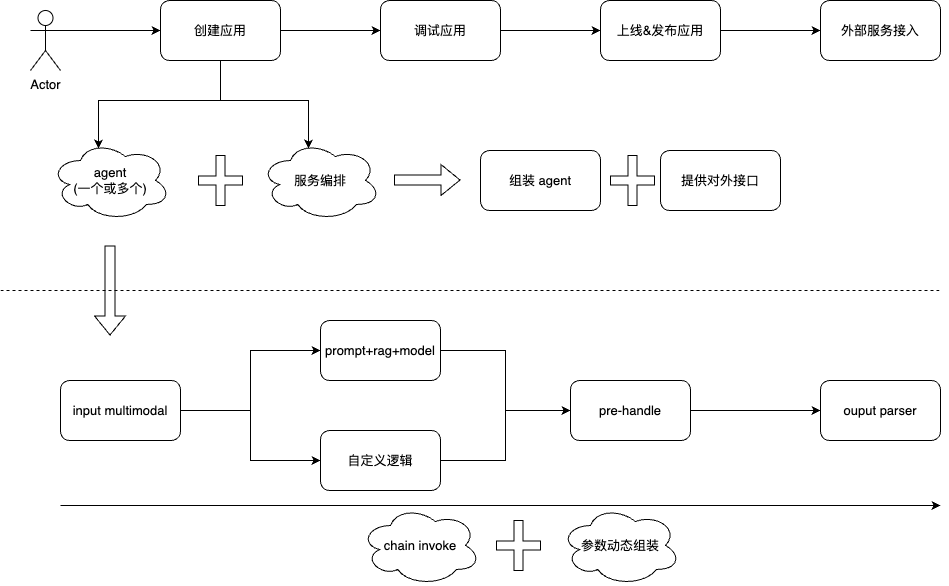 创建应用
调试应用
上线&发布应用
外部服务接入
Actor
agent
(一个或多个)
服务编排
组装 agent
提供对外接口
prompt+rag+model
input multimodal
pre-handle
ouput parser
自定义逻辑
chain invoke
参数动态组装